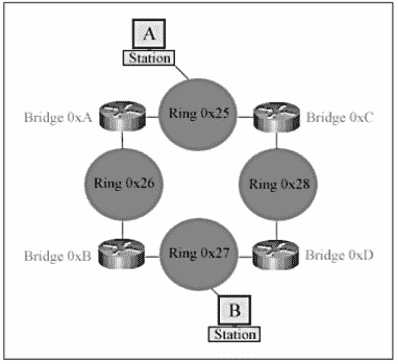 A
Station
Bridge 0xA
Ring 0x25
Bridge 0xC
Ring 0x26
Ring 0x28
Bridge 0xB
Ring 0x27
Bridge 0xD
B
Station